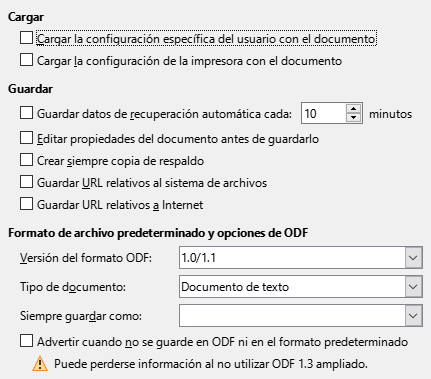 Cargar
Cargar la configuración específica del usuario con el documento
Cargar la configuración de la impresora con el documento
Guardar
Guardar datos de recuperación automática cada: 10 minutos
Editar propiedades del documento antes de guardarlo
Crear siempre copia de respaldo
Guardar URL relativos al sistema de archivos
Guardar URL relativos a Internet
Formato de archivo predeterminado y opciones de ODF
Versión del formato ODF: 1.0/1.1
Tipo de documento: Documento de texto
Siempre guardar como:
Advertir cuando no se guarde en ODF ni en el formato predeterminado
Puede perderse información al no utilizar ODF 1.3 ampliado.